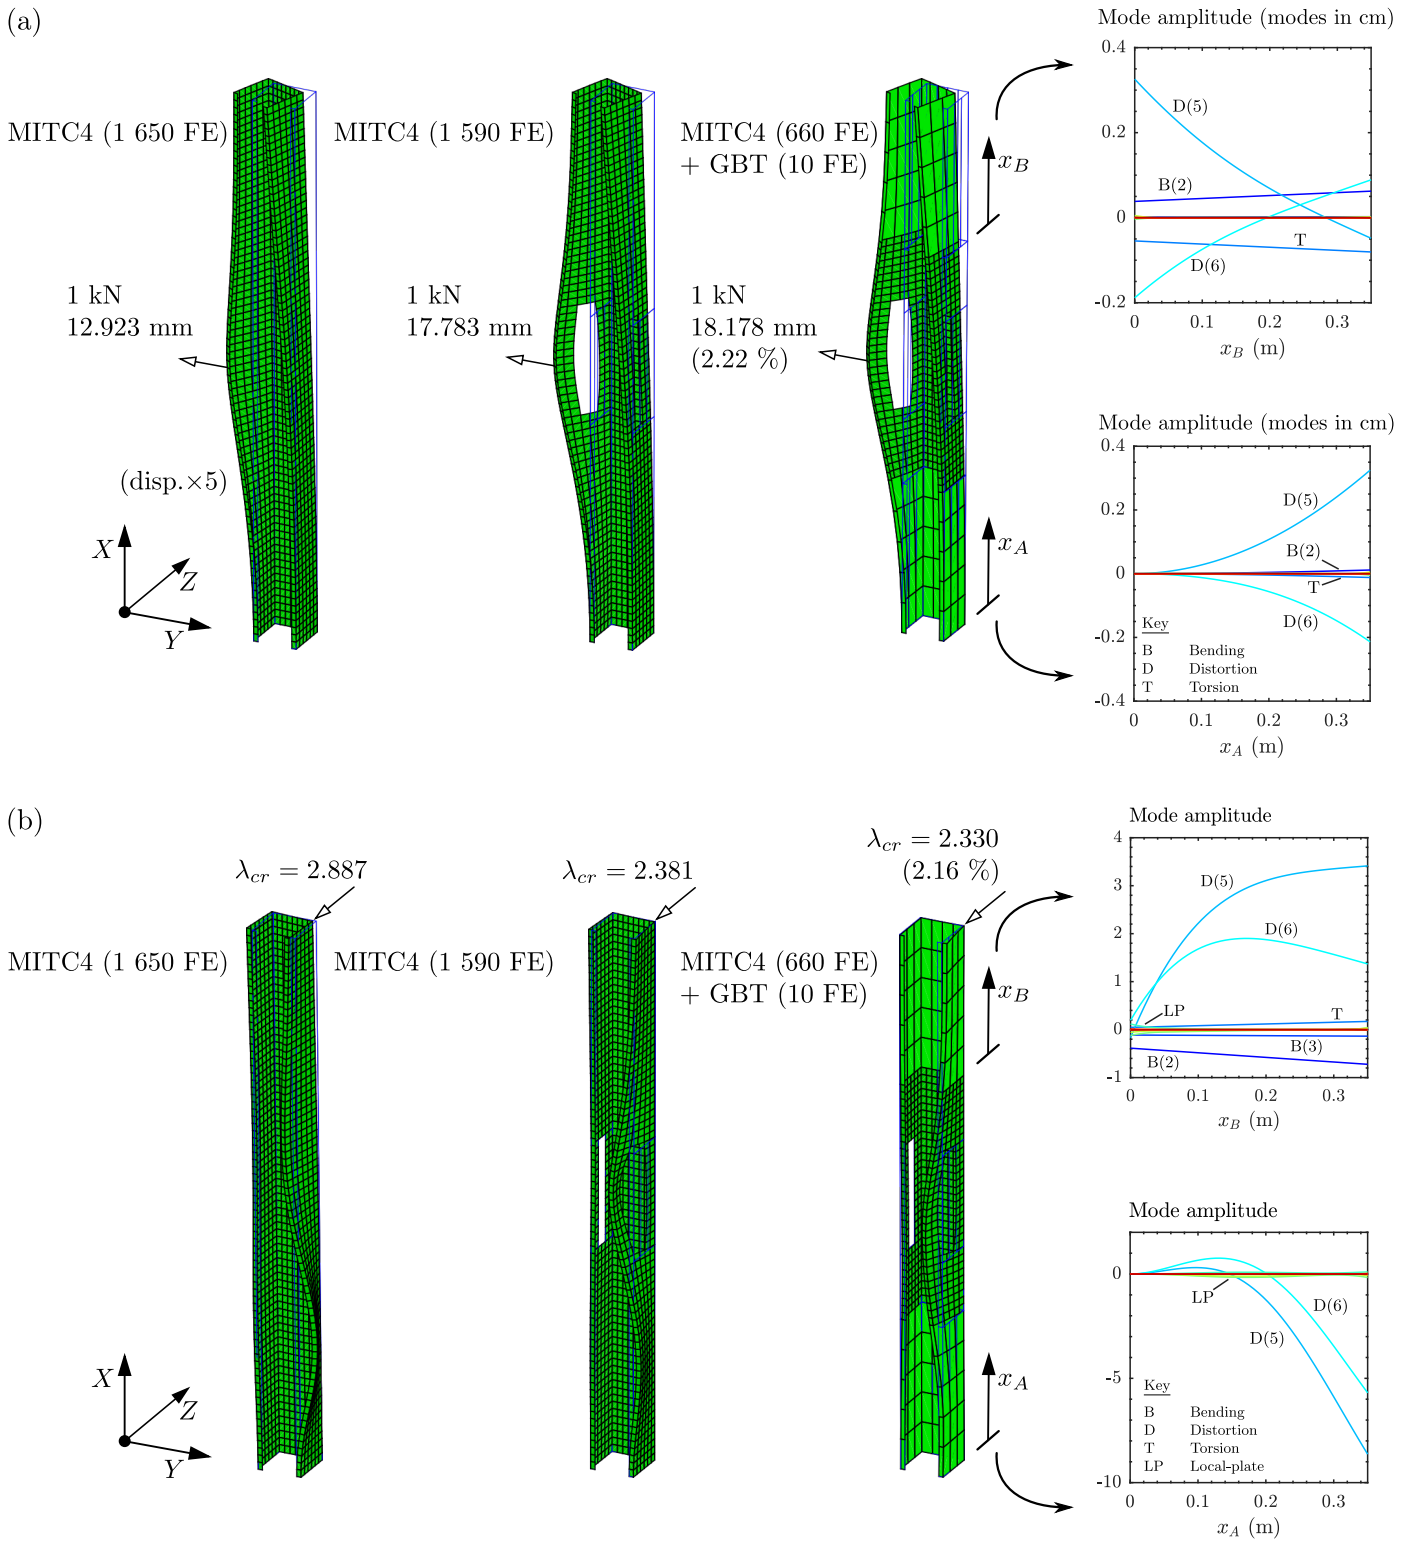 (a)
MITC4 (1 650 FE)
1 kN
12.923 mm
(disp.×5)
X
Z
Y
MITC4 (1 590 FE)
1 kN
17.783 mm
MITC4 (660 FE)
+ GBT (10 FE)
1 kN
18.178 mm
(2.22 %)
x_B
x_A
Mode amplitude (modes in cm)
0.4
0.2
0
-0.2
D(5)
B(2)
T
D(6)
0 0.1 0.2 0.3
x_B (m)
Mode amplitude (modes in cm)
0.4
0.2
0
-0.2
-0.4
D(5)
B(2)
T
D(6)
Key
B Bending
D Distortion
T Torsion
0 0.1 0.2 0.3
x_A (m)
(b)
λ_cr = 2.887
MITC4 (1 650 FE)
X
Z
Y
λ_cr = 2.381
MITC4 (1 590 FE)
λ_cr = 2.330
(2.16 %)
MITC4 (660 FE)
+ GBT (10 FE)
x_B
x_A
Mode amplitude
4
3
2
1
0
-1
D(5)
D(6)
LP
T
B(3)
B(2)
0 0.1 0.2 0.3
x_B (m)
Mode amplitude
0
-5
-10
LP
D(6)
D(5)
Key
B Bending
D Distortion
T Torsion
LP Local-plate
0 0.1 0.2 0.3
x_A (m)